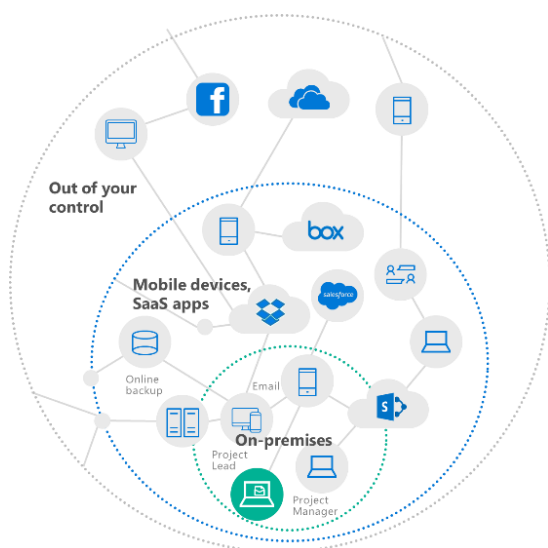 Out of your
control
box
Mobile devices,
SaaS apps
salesforce
Online
backup
Email
S
On-premises
Project
Lead
Project
Manager